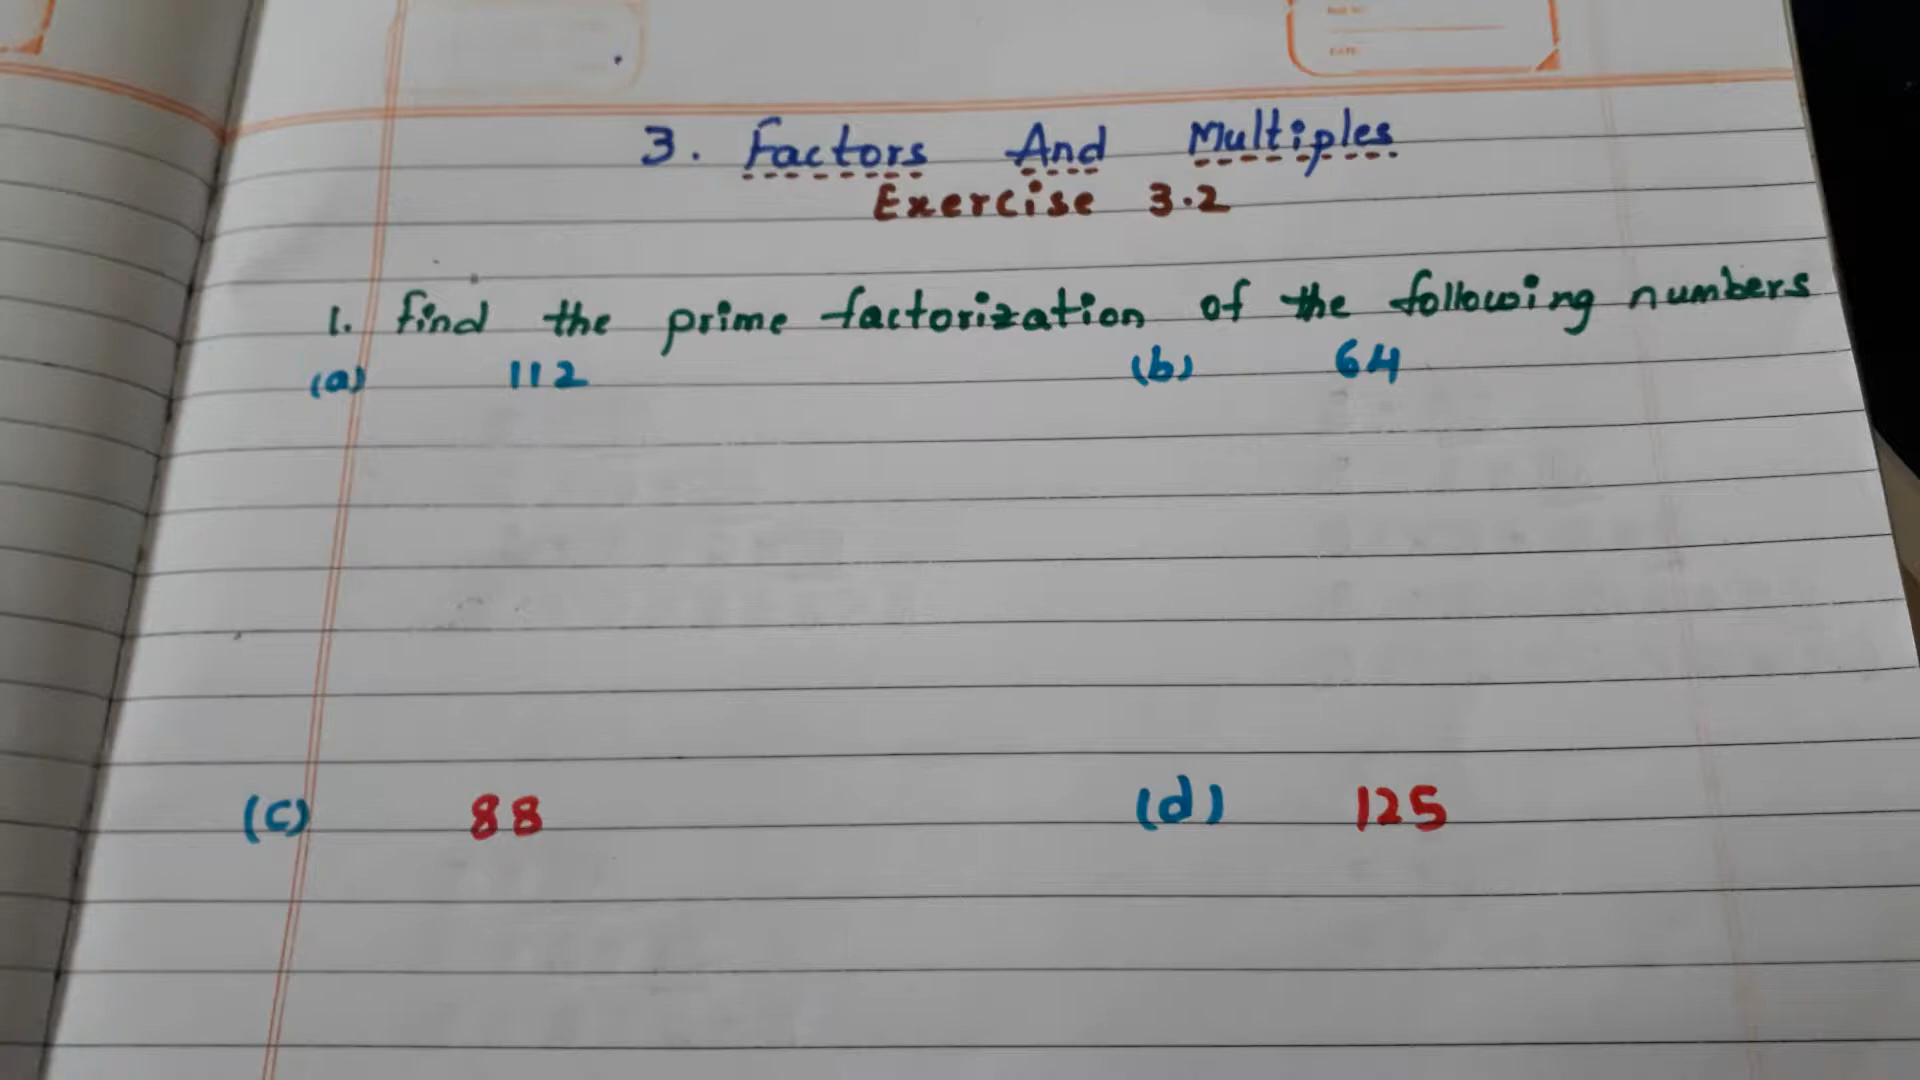 3. Factors And Multiples
Exercise 3.2
1. find the prime factorization of the following numbers
(a) 112 (b) 64
(c) 88 (d) 125